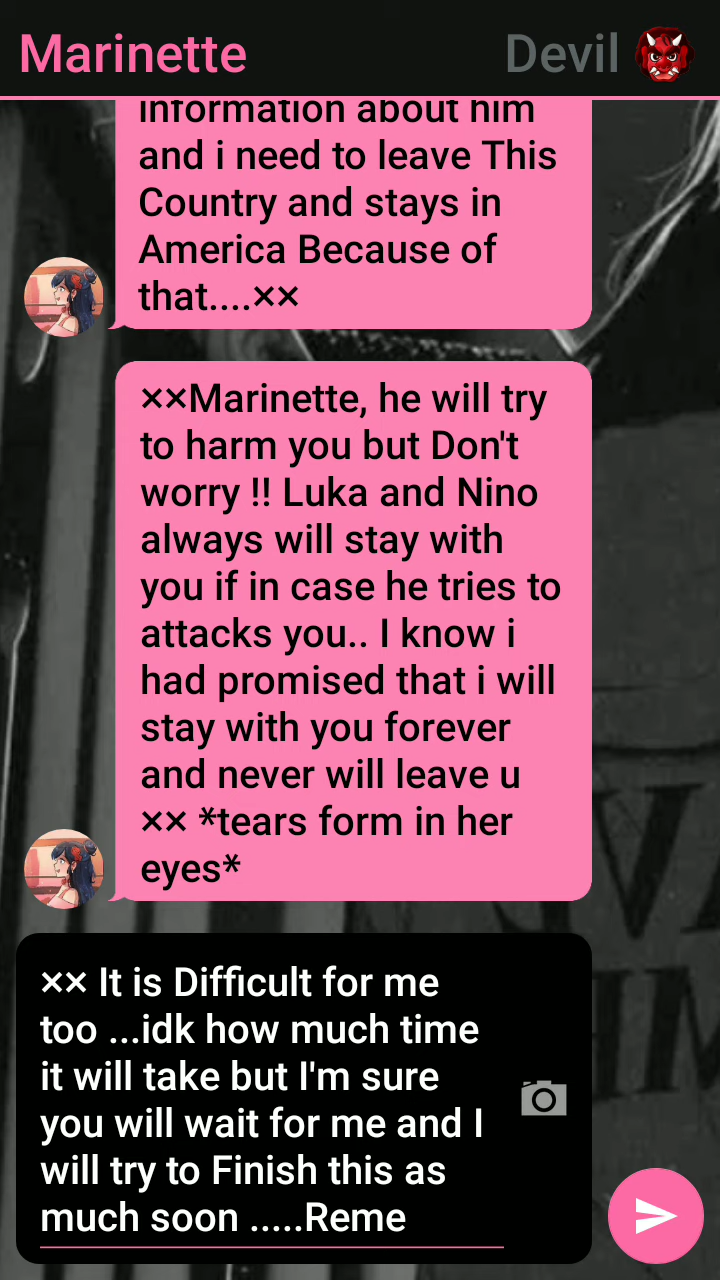 Marinette
Devil
information about him
and i need to leave This
Country and stays in
America Because of
that....××
××Marinette, he will try
to harm you but Don't
worry !! Luka and Nino
always will stay with
you if in case he tries to
attacks you.. I know i
had promised that i will
stay with you forever
and never will leave u
×× *tears form in her
eyes*
×× It is Difficult for me
too ...idk how much time
it will take but I'm sure
you will wait for me and I
will try to Finish this as
much soon .....Reme